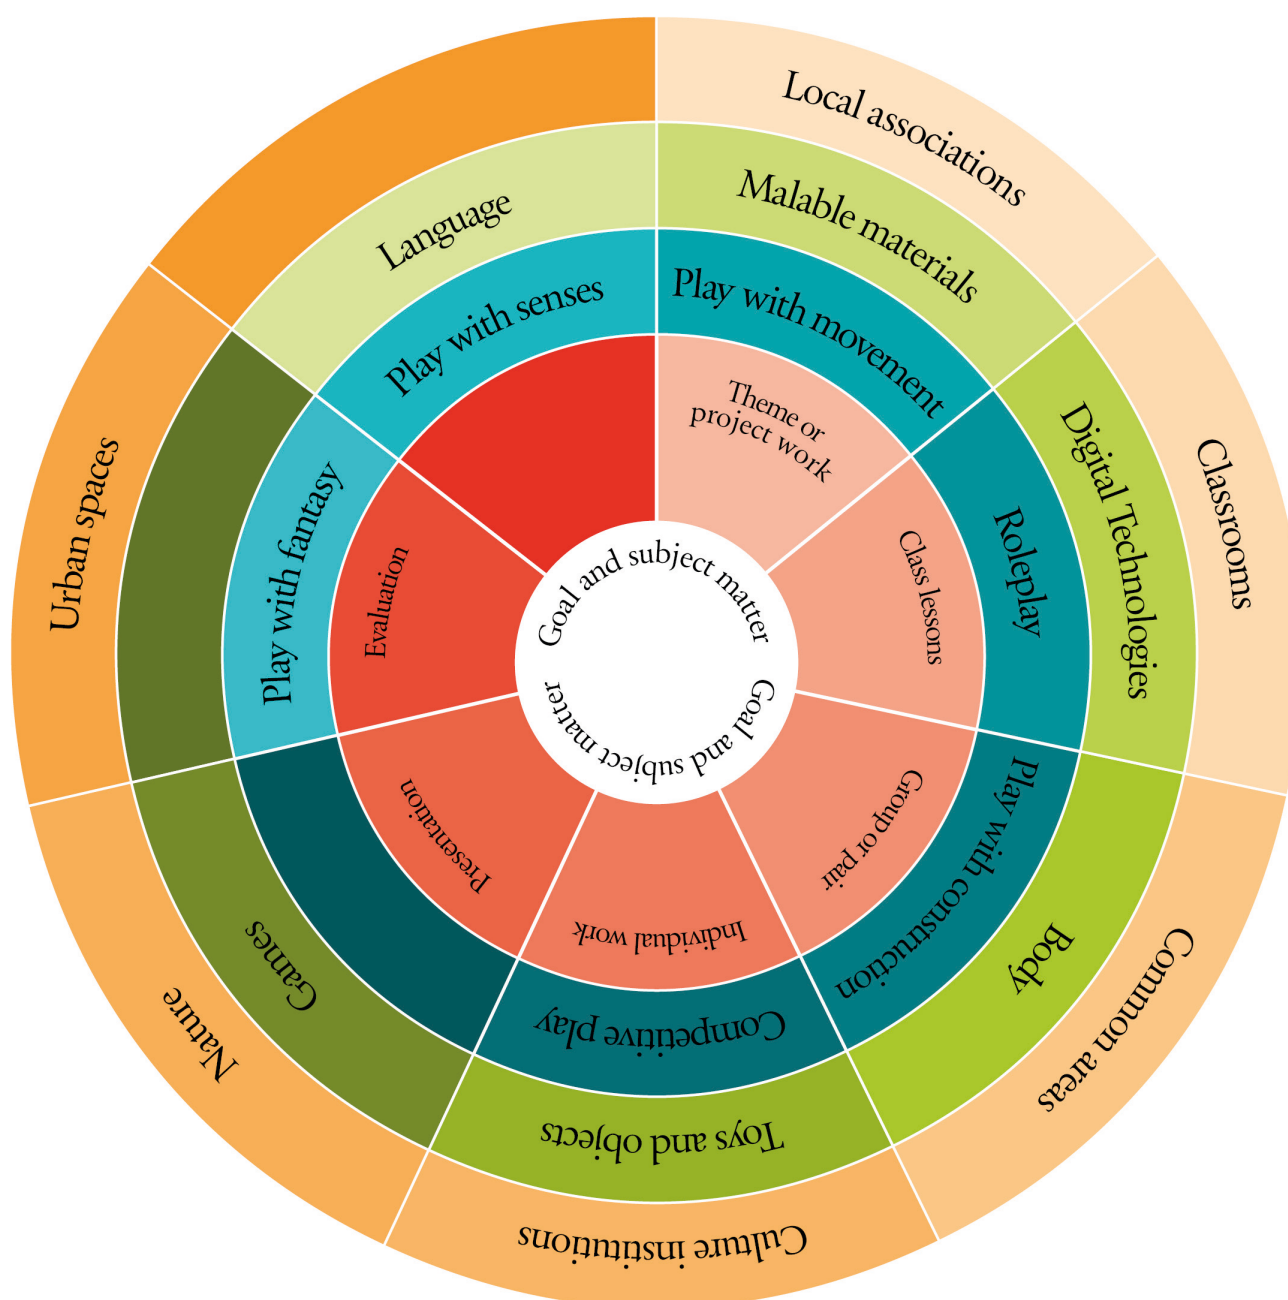 Local associations
Classrooms
Common areas
Culture institutions
Nature
Urban spaces
Malable materials
Digital Technologies
Body
Toys and objects
Games
Language
Play with movement
Roleplay
Play with construction
Competitive play
Play with fantasy
Play with senses
Theme or
project work
Class lessons
Group or pair
Individual work
Presentation
Evaluation
Goal and subject matter
Goal and subject matter